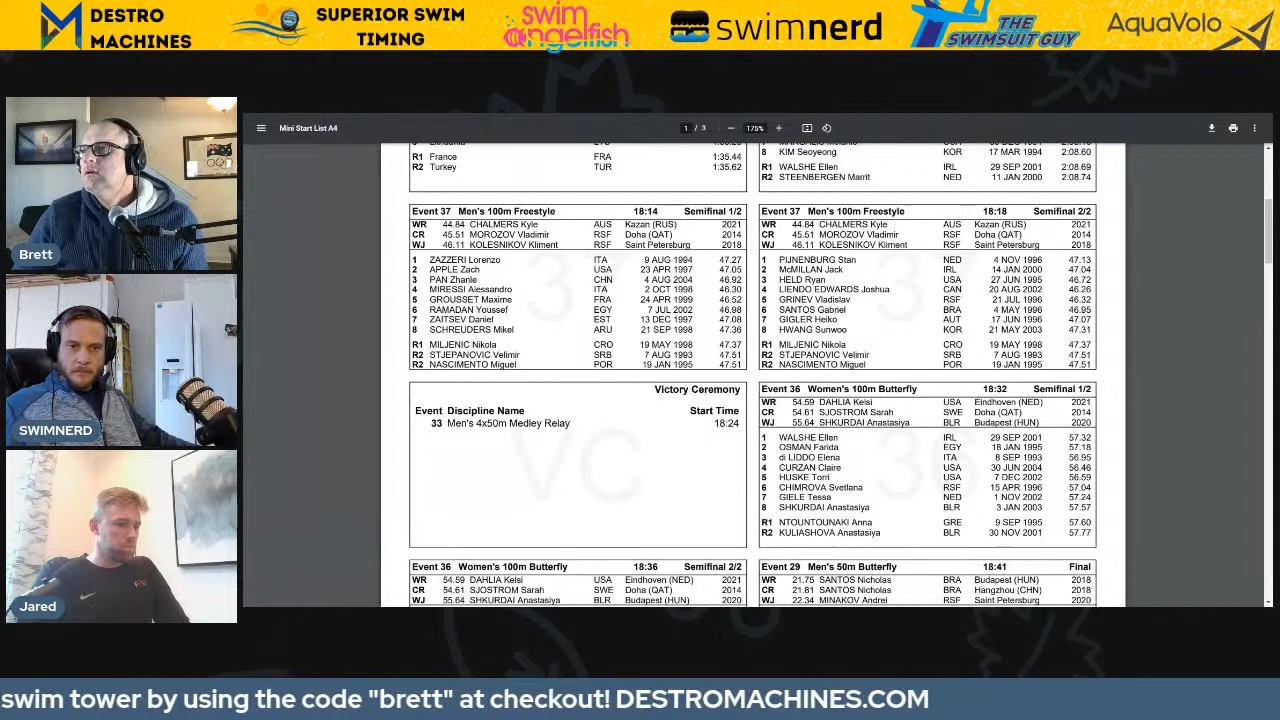 DESTRO
MACHINES
SUPERIOR SWIM
TIMING
swim
angelfish
swimnerd
THE
SWIMSUIT GUY
AquaVolo
Brett
SWIMNERD
Jared
Mini Start List A4
1 / 3
175%
R1 France FRA 1:35.44
R2 Turkey TUR 1:35.62
8 KIM Seoyeong KOR 17 MAR 1994 2:08.60
R1 WALSHE Ellen IRL 29 SEP 2001 2:08.69
R2 STEENBERGEN Marrit NED 11 JAN 2000 2:08.74
Event 37 Men's 100m Freestyle 18:14 Semifinal 1/2
WR 44.84 CHALMERS Kyle AUS Kazan (RUS) 2021
CR 45.51 MOROZOV Vladimir RSF Doha (QAT) 2014
WJ 46.11 KOLESNIKOV Kliment RSF Saint Petersburg 2018
1 ZAZZERI Lorenzo ITA 9 AUG 1994 47.27
2 APPLE Zach USA 23 APR 1997 47.05
3 PAN Zhanle CHN 4 AUG 2004 46.92
4 MIRESSI Alessandro ITA 2 OCT 1998 46.30
5 GROUSSET Maxime FRA 24 APR 1999 46.52
6 RAMADAN Youssef EGY 7 JUL 2002 46.98
7 ZAITSEV Daniel EST 13 DEC 1997 47.08
8 SCHREUDERS Mikel ARU 21 SEP 1998 47.36
R1 MILJENIC Nikola CRO 19 MAY 1998 47.37
R2 STJEPANOVIC Velimir SRB 7 AUG 1993 47.51
R2 NASCIMENTO Miguel POR 19 JAN 1995 47.51
37
Event 37 Men's 100m Freestyle 18:18 Semifinal 2/2
WR 44.84 CHALMERS Kyle AUS Kazan (RUS) 2021
CR 45.51 MOROZOV Vladimir RSF Doha (QAT) 2014
WJ 46.11 KOLESNIKOV Kliment RSF Saint Petersburg 2018
1 PIJNENBURG Stan NED 4 NOV 1996 47.13
2 McMILLAN Jack IRL 14 JAN 2000 47.04
3 HELD Ryan USA 27 JUN 1995 46.72
4 LIENDO EDWARDS Joshua CAN 20 AUG 2002 46.26
5 GRINEV Vladislav RSF 21 JUL 1996 46.32
6 SANTOS Gabriel BRA 4 MAY 1996 46.95
7 GIGLER Heiko AUT 17 JUN 1996 47.07
8 HWANG Sunwoo KOR 21 MAY 2003 47.31
R1 MILJENIC Nikola CRO 19 MAY 1998 47.37
R2 STJEPANOVIC Velimir SRB 7 AUG 1993 47.51
R2 NASCIMENTO Miguel POR 19 JAN 1995 47.51
37
Victory Ceremony
Event Discipline Name Start Time
33 Men's 4x50m Medley Relay 18:24
VC
Event 36 Women's 100m Butterfly 18:32 Semifinal 1/2
WR 54.59 DAHLIA Kelsi USA Eindhoven (NED) 2021
CR 54.61 SJOSTROM Sarah SWE Doha (QAT) 2014
WJ 55.64 SHKURDAI Anastasiya BLR Budapest (HUN) 2020
1 WALSHE Ellen IRL 29 SEP 2001 57.32
2 OSMAN Farida EGY 18 JAN 1995 57.18
3 di LIDDO Elena ITA 8 SEP 1993 56.95
4 CURZAN Claire USA 30 JUN 2004 56.46
5 HUSKE Torri USA 7 DEC 2002 56.59
6 CHIMROVA Svetlana RSF 15 APR 1996 57.04
7 GIELE Tessa NED 1 NOV 2002 57.24
8 SHKURDAI Anastasiya BLR 3 JAN 2003 57.57
R1 NTOUNTOUNAKI Anna GRE 9 SEP 1995 57.60
R2 KULIASHOVA Anastasiya BLR 30 NOV 2001 57.77
36
Event 36 Women's 100m Butterfly 18:36 Semifinal 2/2
WR 54.59 DAHLIA Kelsi USA Eindhoven (NED) 2021
CR 54.61 SJOSTROM Sarah SWE Doha (QAT) 2014
WJ 55.64 SHKURDAI Anastasiya BLR Budapest (HUN) 2020
Event 29 Men's 50m Butterfly 18:41 Final
WR 21.75 SANTOS Nicholas BRA Budapest (HUN) 2018
CR 21.81 SANTOS Nicholas BRA Hangzhou (CHN) 2018
WJ 22.34 MINAKOV Andrei RSF Saint Petersburg 2020
swim tower by using the code "brett" at checkout! DESTROMACHINES.COM